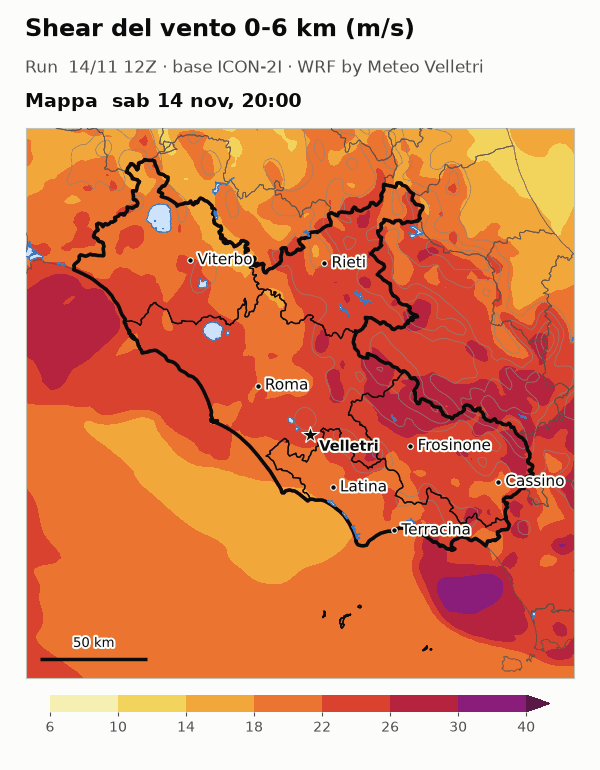 Shear del vento 0-6 km (m/s)
Run  14/11 12Z · base ICON-2I · WRF by Meteo Velletri
Mappa  sab 14 nov, 20:00
Viterbo
Rieti
Roma
Velletri
Frosinone
Cassino
Latina
Terracina
50 km
6 10 14 18 22 26 30 40